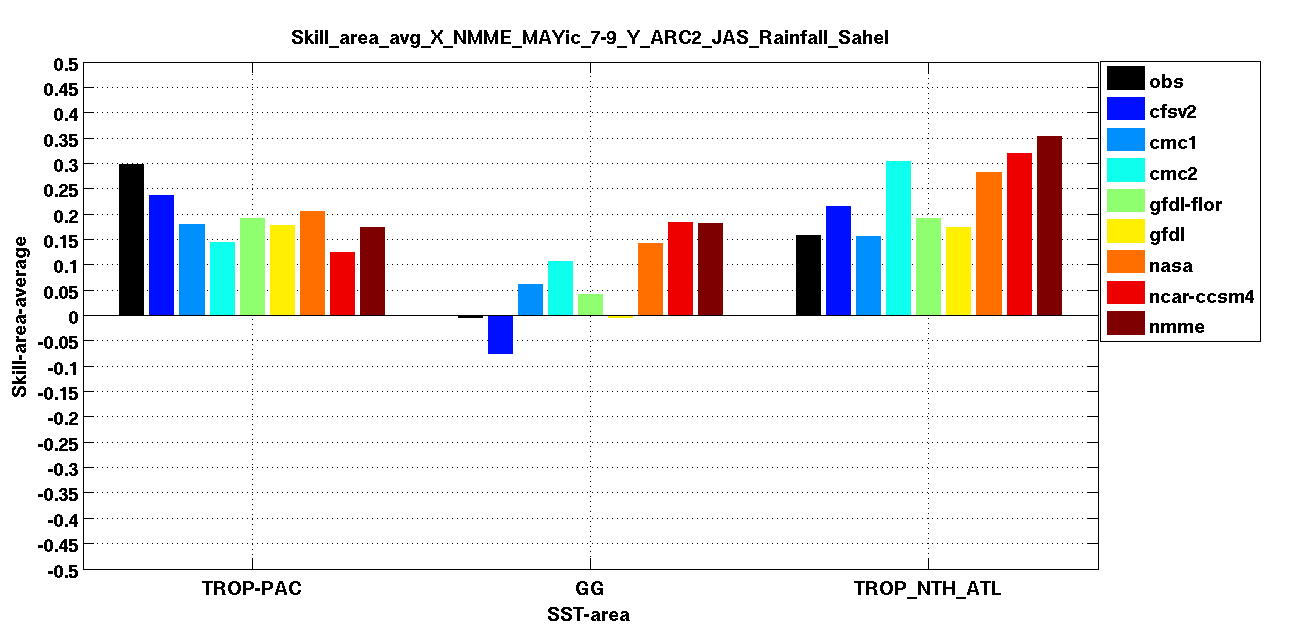 Skill_area_avg_X_NMME_MAYic_7-9_Y_ARC2_JAS_Rainfall_Sahel
0.5
0.45
0.4
0.35
0.3
0.25
0.2
0.15
0.1
0.05
0
-0.05
-0.1
-0.15
-0.2
-0.25
-0.3
-0.35
-0.4
-0.45
-0.5
Skill-area-average
TROP-PAC
GG
TROP_NTH_ATL
SST-area
obs
cfsv2
cmc1
cmc2
gfdl-flor
gfdl
nasa
ncar-ccsm4
nmme